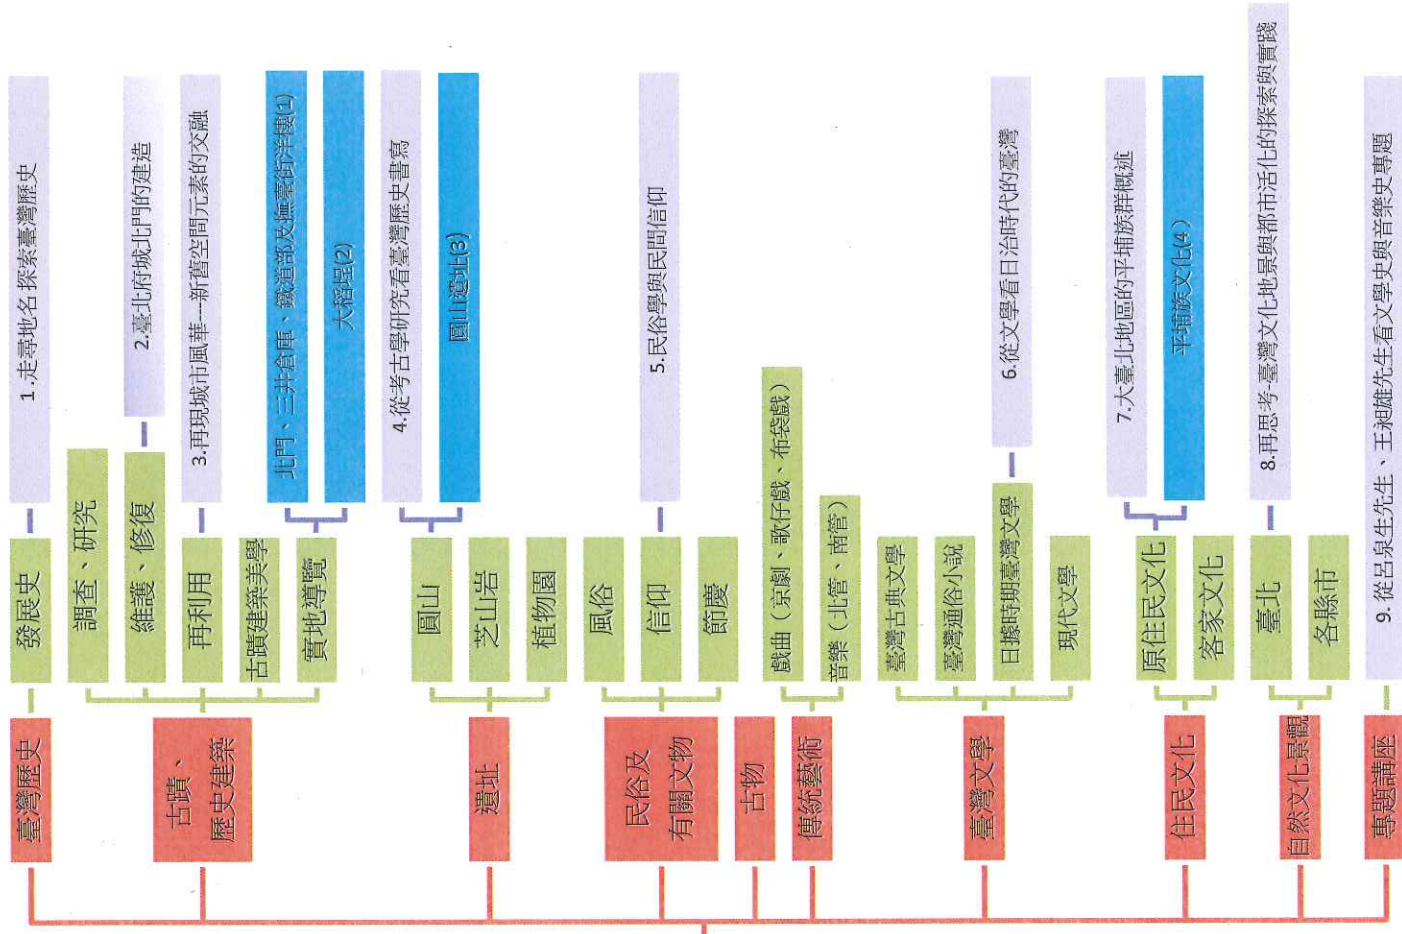 臺灣歷史
發展史
1.走尋地名探索臺灣歷史
古蹟、
歷史建築
調查、研究
維護、修復
2.臺北府城北門的建造
再利用
3.再現城市風華---新舊空間元素的交融
古蹟建築美學
實地導覽
北門、三井倉庫、鐵道部及撫臺街洋樓(1)
大稻埕(2)
遺址
圓山
芝山岩
植物園
4.從考古學研究看臺灣歷史書寫
圓山遺址(3)
民俗及
有關文物
風俗
信仰
節慶
5.民俗學與民間信仰
古物
傳統藝術
戲曲（京劇、歌仔戲、布袋戲）
音樂（北管、南管）
臺灣文學
臺灣古典文學
臺灣通俗小說
日據時期臺灣文學
6.從文學看日治時代的臺灣
現代文學
住民文化
原住民文化
7.大臺北地區的平埔族群概述
平埔族文化(4)
客家文化
自然文化景觀
臺北
8.再思考-臺灣文化地景與都市活化的探索與實踐
各縣市
專題講座
9. 從呂泉生先生、王昶雄先生看文學史與音樂史專題